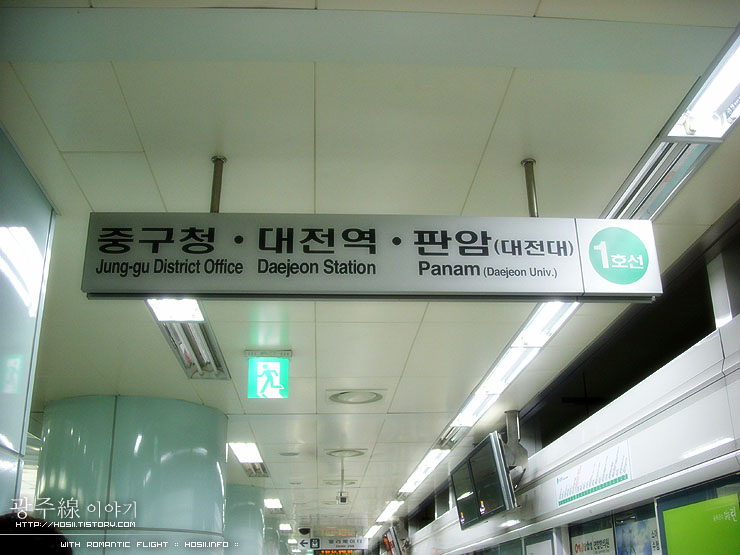 중구청 · 대전역 · 판암(대전대)
Jung-gu District Office Daejeon Station Panam (Daejeon Univ.)
1호선
광주線 이야기
HTTP://HOSII.TISTORY.COM
WITH ROMANTIC FLIGHT :: HOSII.INFO ::